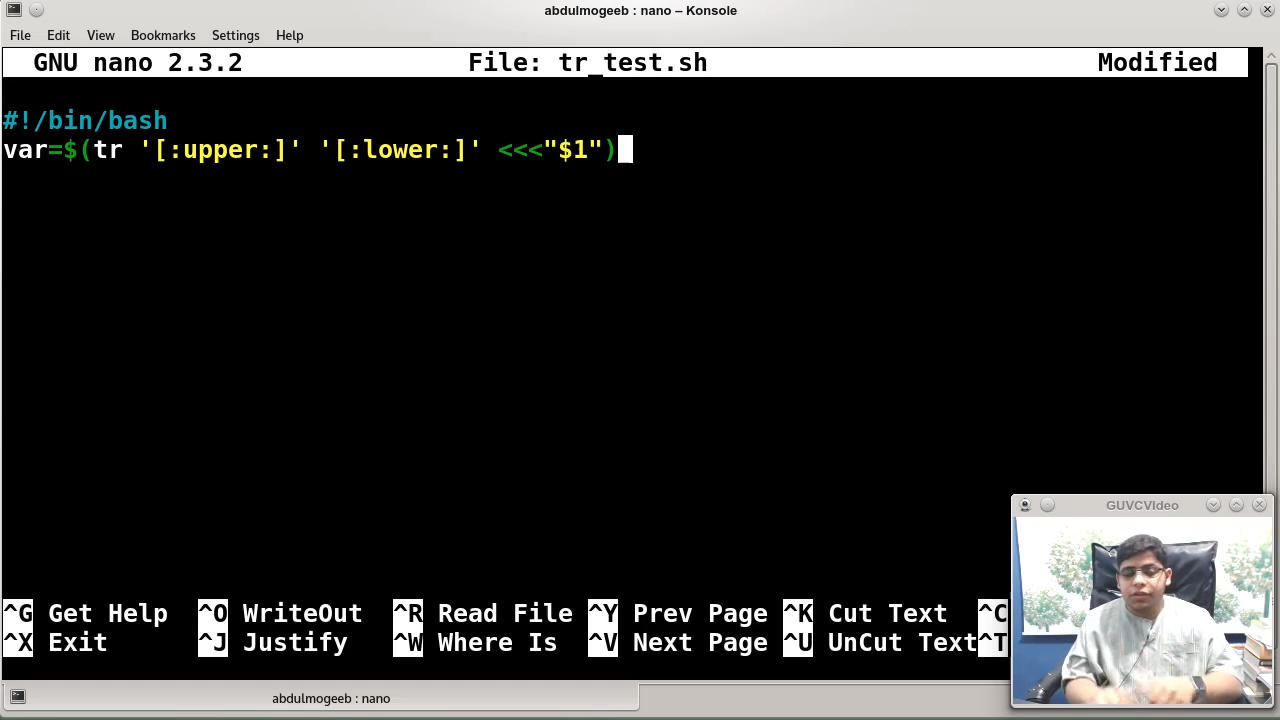 abdulmogeeb : nano – Konsole
File Edit View Bookmarks Settings Help
GNU nano 2.3.2 File: tr_test.sh Modified
#!/bin/bash
var=$(tr '[:upper:]' '[:lower:]' <<<"$1")
GUVCVIdeo
^G Get Help ^O WriteOut ^R Read File ^Y Prev Page ^K Cut Text ^C
^X Exit ^J Justify ^W Where Is ^V Next Page ^U UnCut Text ^T
abdulmogeeb : nano